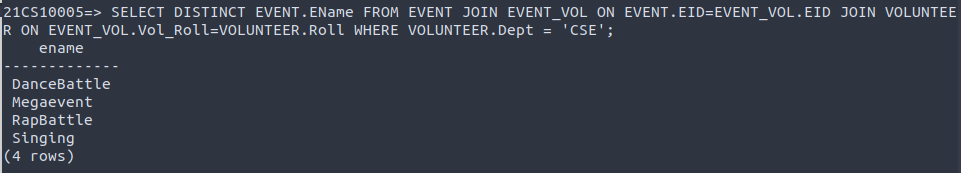 21CS10005=> SELECT DISTINCT EVENT.EName FROM EVENT JOIN EVENT_VOL ON EVENT.EID=EVENT_VOL.EID JOIN VOLUNTEE
R ON EVENT_VOL.Vol_Roll=VOLUNTEER.Roll WHERE VOLUNTEER.Dept = 'CSE';
    ename
-------------
 DanceBattle
 Megaevent
 RapBattle
 Singing
(4 rows)